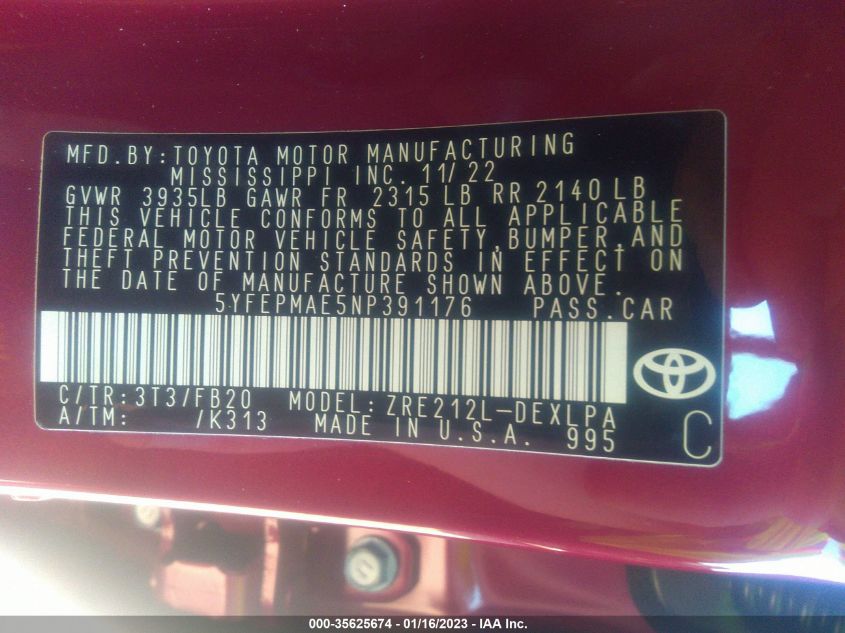 MFD.BY:TOYOTA MOTOR MANUFACTURING
MISSISSIPPI INC. 11/22
GVWR 3935LB GAWR FR 2315 LB RR 2140 LB
THIS VEHICLE CONFORMS TO ALL APPLICABLE
FEDERAL MOTOR VEHICLE SAFETY,BUMPER,AND
THEFT PREVENTION STANDARDS IN EFFECT ON
THE DATE OF MANUFACTURE SHOWN ABOVE.
5YFEPMAE5NP391176 PASS.CAR
C/TR:3T3/FB20 MODEL:ZRE212L-DEXLPA
A/TM: /K313 MADE IN U.S.A. 995 C
000-35625674 - 01/16/2023 - IAA Inc.